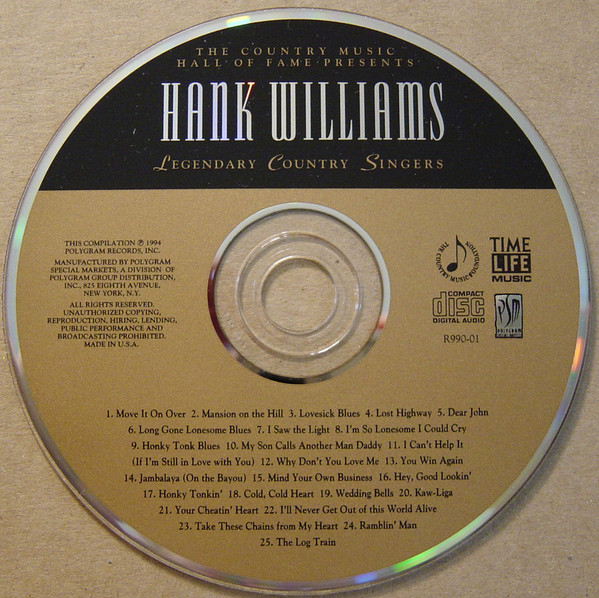 THE COUNTRY MUSIC
HALL OF FAME PRESENTS
HANK WILLIAMS
LEGENDARY COUNTRY SINGERS
THIS COMPILATION ℗ 1994
POLYGRAM RECORDS, INC.
MANUFACTURED BY POLYGRAM
SPECIAL MARKETS, A DIVISION OF
POLYGRAM GROUP DISTRIBUTION,
INC., 825 EIGHTH AVENUE,
NEW YORK, N.Y.
ALL RIGHTS RESERVED.
UNAUTHORIZED COPYING,
REPRODUCTION, HIRING, LENDING,
PUBLIC PERFORMANCE AND
BROADCASTING PROHIBITED.
MADE IN U.S.A.
THE COUNTRY MUSIC FOUNDATION
TIME
LIFE
MUSIC
COMPACT
disc
DIGITAL AUDIO
PSM
POLYGRAM
R990-01
1. Move It On Over 2. Mansion on the Hill 3. Lovesick Blues 4. Lost Highway 5. Dear John
6. Long Gone Lonesome Blues 7. I Saw the Light 8. I'm So Lonesome I Could Cry
9. Honky Tonk Blues 10. My Son Calls Another Man Daddy 11. I Can't Help It
(If I'm Still in Love with You) 12. Why Don't You Love Me 13. You Win Again
14. Jambalaya (On the Bayou) 15. Mind Your Own Business 16. Hey, Good Lookin'
17. Honky Tonkin' 18. Cold, Cold Heart 19. Wedding Bells 20. Kaw-Liga
21. Your Cheatin' Heart 22. I'll Never Get Out of this World Alive
23. Take These Chains from My Heart 24. Ramblin' Man
25. The Log Train